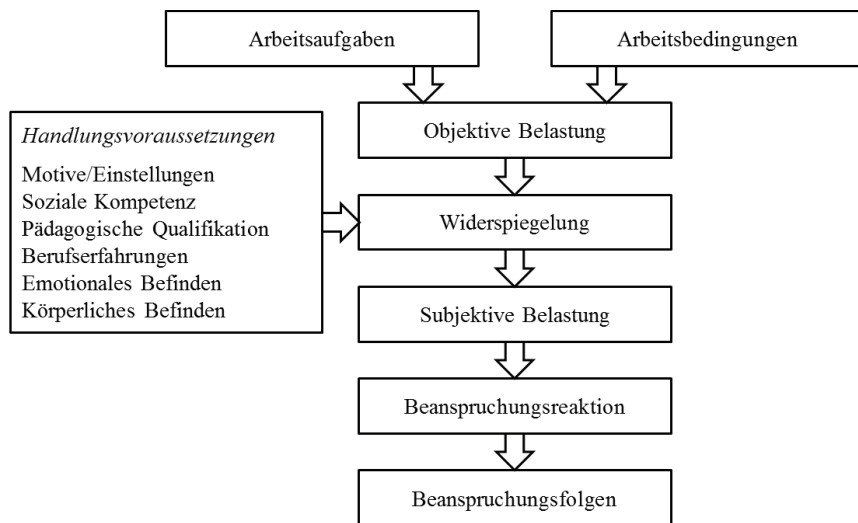 Arbeitsaufgaben
Arbeitsbedingungen
Objektive Belastung
Handlungsvoraussetzungen
Motive/Einstellungen
Soziale Kompetenz
Pädagogische Qualifikation
Berufserfahrungen
Emotionales Befinden
Körperliches Befinden
Widerspiegelung
Subjektive Belastung
Beanspruchungsreaktion
Beanspruchungsfolgen